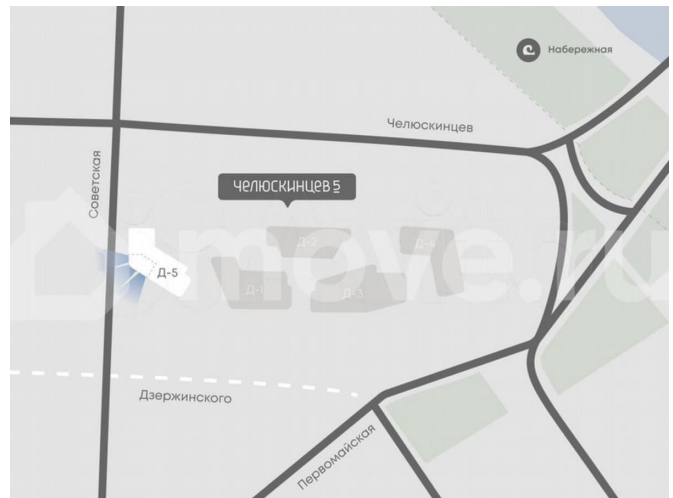 Набережная
Челюскинцев
Советская
челюскинцев 5
Д-2
Д-4
Д-5
Д-1
Д-3
move.ru
Дзержинского
Первомайская